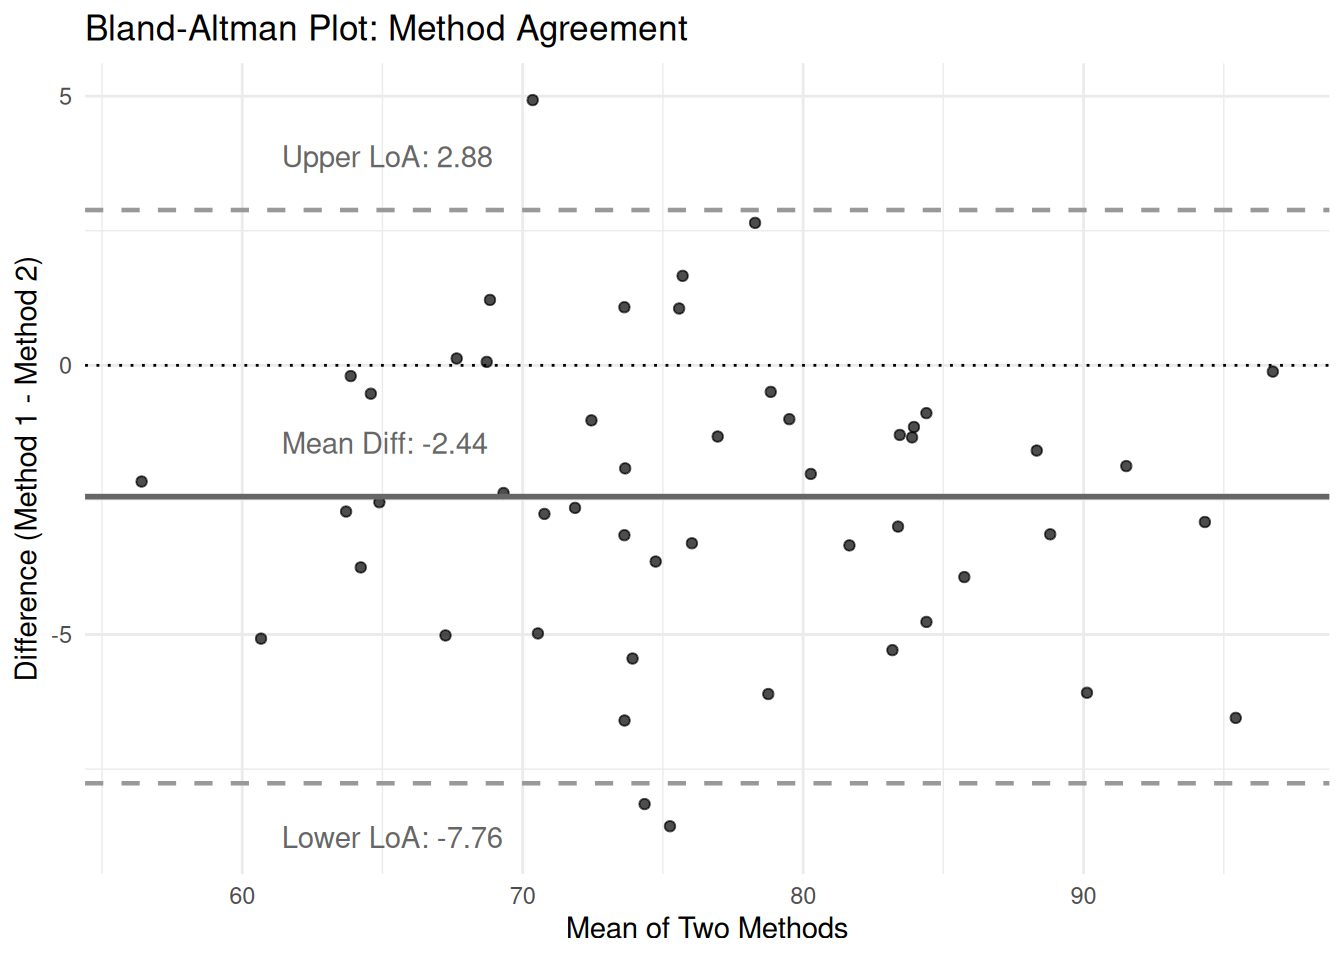 Bland-Altman Plot: Method Agreement
Difference (Method 1 - Method 2)
5
0
-5
Upper LoA: 2.88
Mean Diff: -2.44
Lower LoA: -7.76
60
70
80
90
Mean of Two Methods